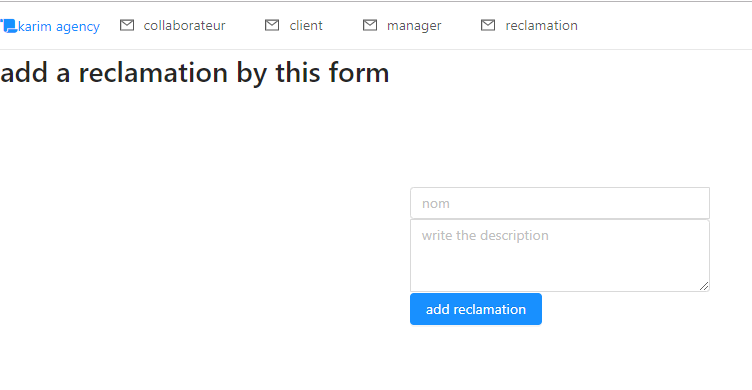 karim agency collaborateur client manager reclamation
add a reclamation by this form
nom
write the description
add reclamation